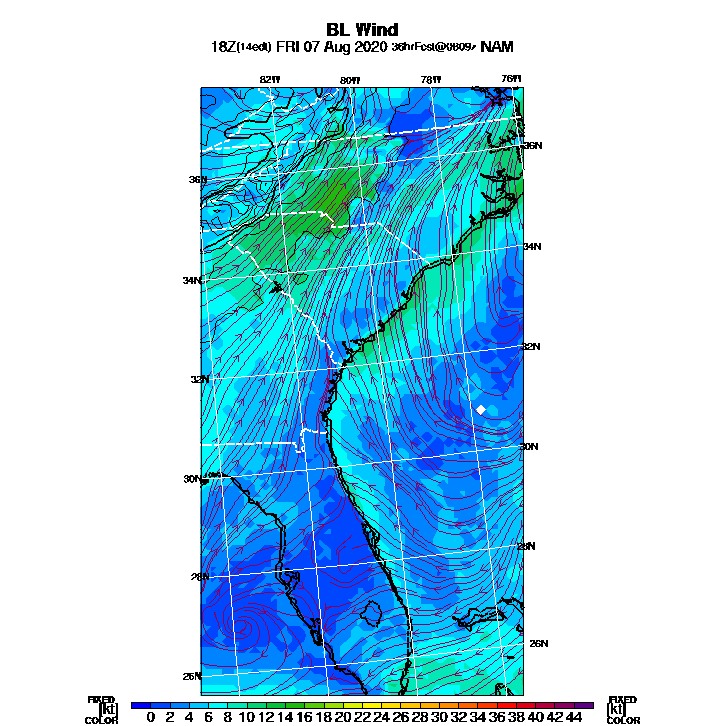 BL Wind
18Z(14edt) FRI 07 Aug 2020 36hrFcst@0809z NAM
82W 80W 78W 76W
36N
36N
34N
34N
32N
32N
30N
30N
28N
28N
26N
26N
FIXED FIXED
[kt] 0 2 4 6 8 10 12 14 16 18 20 22 24 26 28 30 32 34 36 38 40 42 44 [kt]
COLOR COLOR